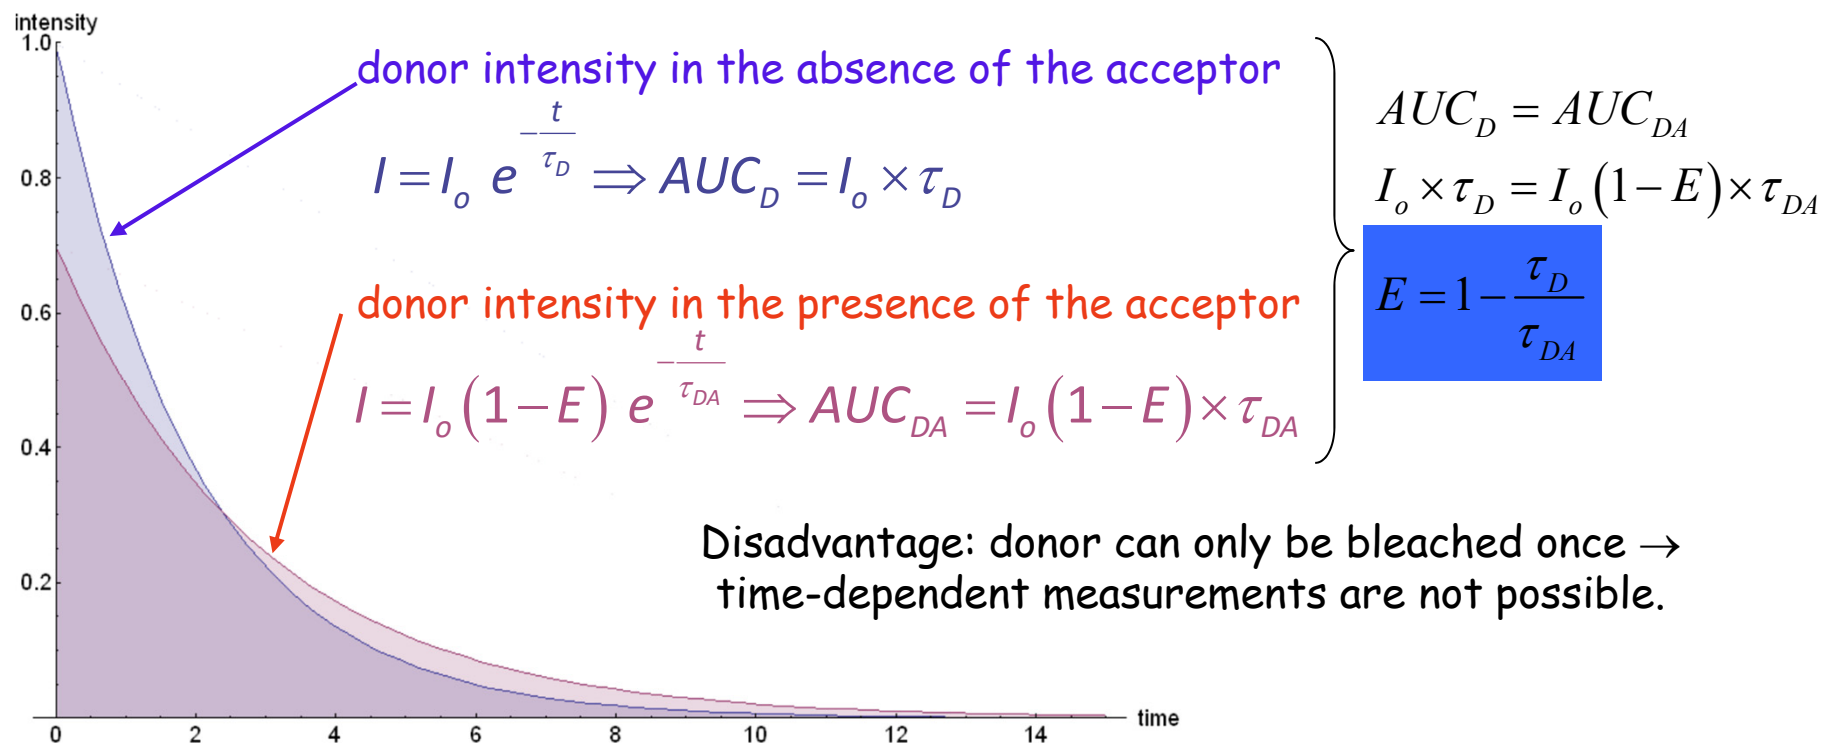 intensity
1.0
0.8
0.6
0.4
0.2
0 2 4 6 8 10 12 14
time
donor intensity in the absence of the acceptor
I = I_o e^{-t/τ_D} ⇒ AUC_D = I_o × τ_D
donor intensity in the presence of the acceptor
I = I_o (1 − E) e^{-t/τ_DA} ⇒ AUC_DA = I_o (1 − E) × τ_DA
AUC_D = AUC_DA
I_o × τ_D = I_o (1 − E) × τ_DA
E = 1 − τ_D/τ_DA
Disadvantage: donor can only be bleached once →
time-dependent measurements are not possible.